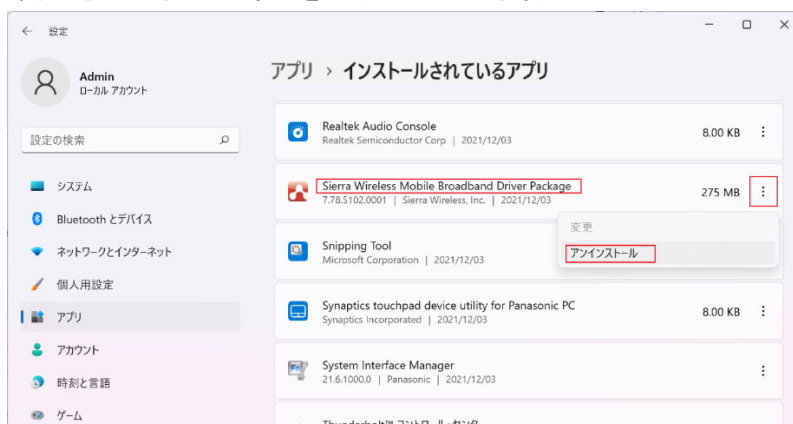 設定
Admin
ローカル アカウント
設定の検索
システム
Bluetooth とデバイス
ネットワークとインターネット
個人用設定
アプリ
アカウント
時刻と言語
ゲーム
アプリ › インストールされているアプリ
Realtek Audio Console
Realtek Semiconductor Corp | 2021/12/03
8.00 KB
Sierra Wireless Mobile Broadband Driver Package
7.78.5102.0001 | Sierra Wireless, Inc. | 2021/12/03
275 MB
変更
アンインストール
Snipping Tool
Microsoft Corporation | 2021/12/03
Synaptics touchpad device utility for Panasonic PC
Synaptics Incorporated | 2021/12/03
8.00 KB
System Interface Manager
21.6.1000.0 | Panasonic | 2021/12/03